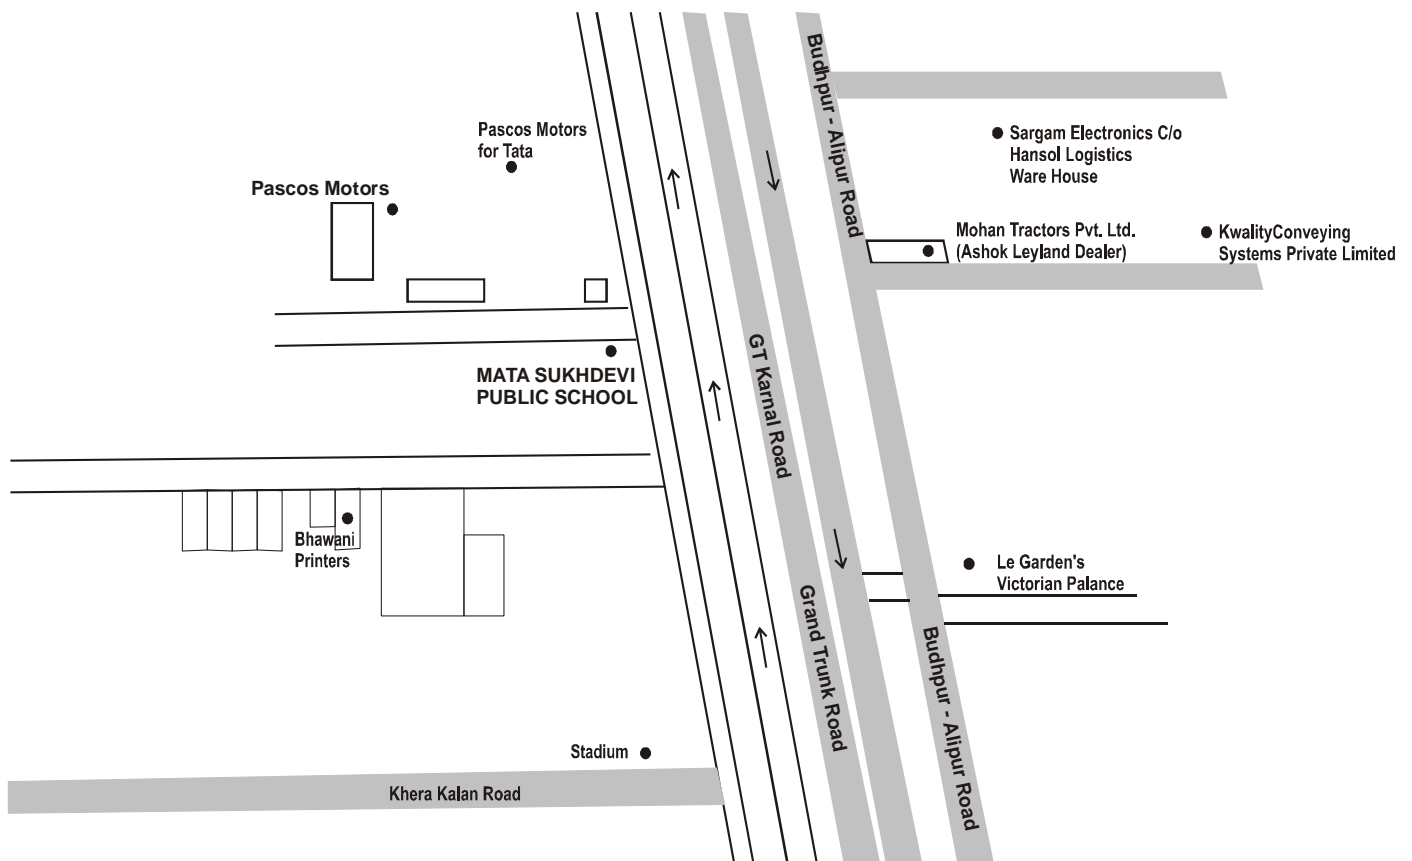 Budhpur - Alipur Road
Pascos Motors
for Tata
Sargam Electronics C/o
Hansol Logistics
Ware House
Pascos Motors
Mohan Tractors Pvt. Ltd.
(Ashok Leyland Dealer)
KwalityConveying
Systems Private Limited
GT Karnal Road
MATA SUKHDEVI
PUBLIC SCHOOL
Bhawani
Printers
Le Garden's
Victorian Palance
Grand Trunk Road
Budhpur - Alipur Road
Stadium
Khera Kalan Road